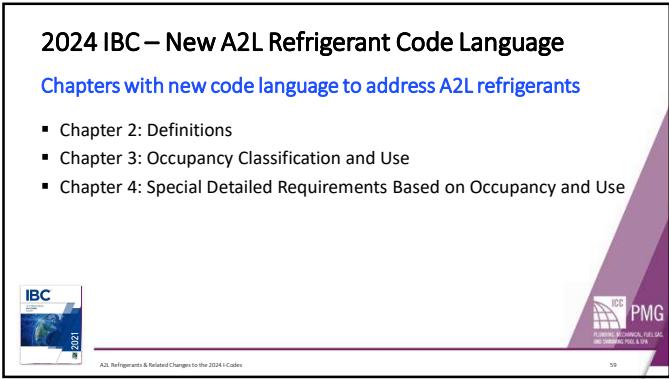 2024 IBC – New A2L Refrigerant Code Language
Chapters with new code language to address A2L refrigerants
▪ Chapter 2: Definitions
▪ Chapter 3: Occupancy Classification and Use
▪ Chapter 4: Special Detailed Requirements Based on Occupancy and Use
IBC
2021
ICC
PMG
PLUMBING, MECHANICAL, FUEL GAS,
AND SWIMMING POOL & SPA
A2L Refrigerants & Related Changes to the 2024 I-Codes
59